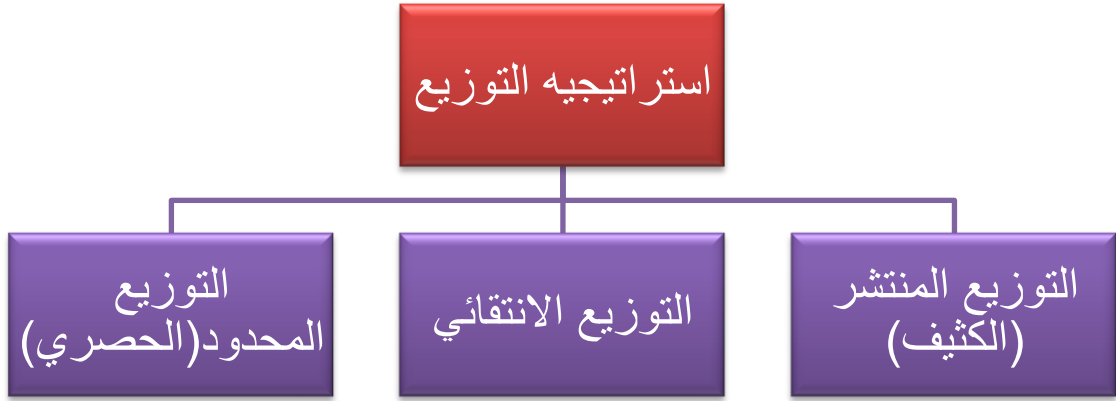 استراتيجيه التوزيع
التوزيع المنتشر
(الكثيف)
التوزيع الانتقائي
التوزيع
المحدود(الحصري)